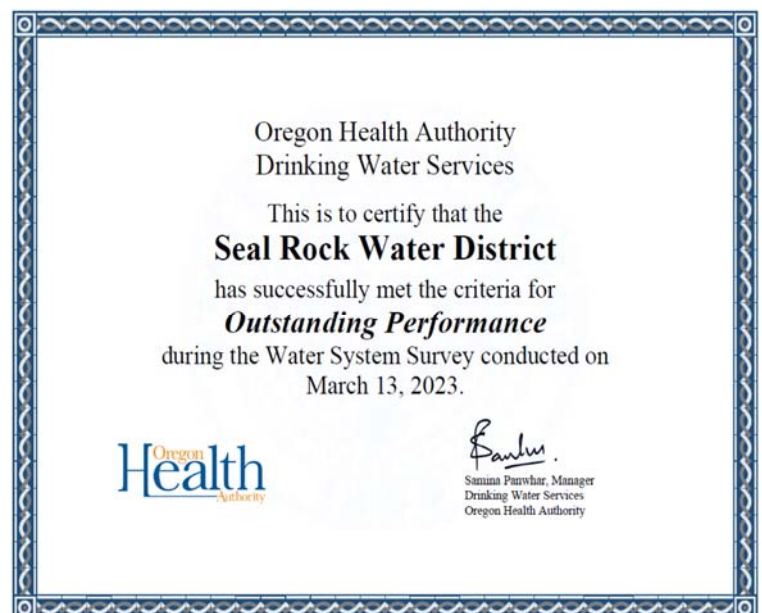 Oregon Health Authority
Drinking Water Services
This is to certify that the
Seal Rock Water District
has successfully met the criteria for
Outstanding Performance
during the Water System Survey conducted on
March 13, 2023.
Oregon
Health
Authority
Samina Panwhar, Manager
Drinking Water Services
Oregon Health Authority